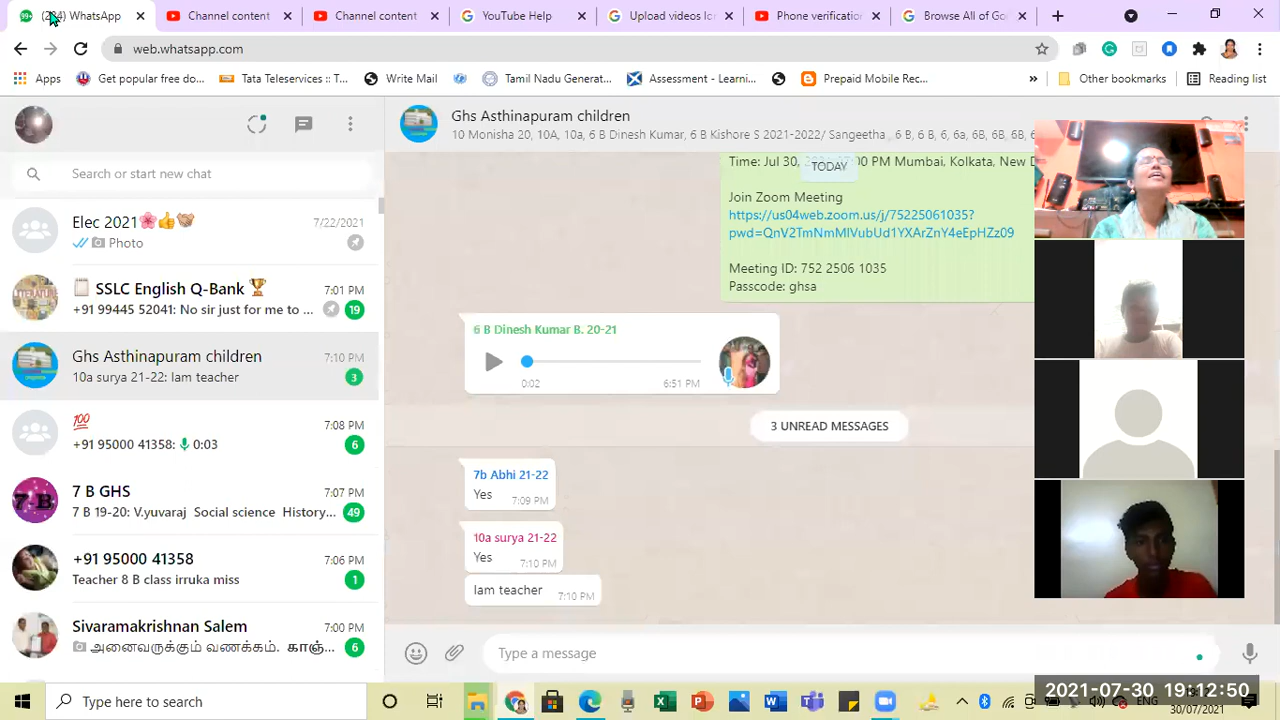 WhatsApp
Channel content
Channel content
YouTube Help
Upload videos
Phone verification
Browse All of Go
web.whatsapp.com
Apps
Get popular free do...
Tata Teleservices :: T...
Write Mail
Tamil Nadu Generat...
Assessment - Learni...
Prepaid Mobile Rec...
»
Other bookmarks
Reading list
Search or start new chat
Elec 2021🌸👍🤝
7/22/2021
Photo
SSLC English Q-Bank 🏆
7:01 PM
+91 99445 52041: No sir just for me to ...
19
Ghs Asthinapuram children
7:10 PM
10a surya 21-22: Iam teacher
3
💯
7:08 PM
+91 95000 41358: 0:03
6
7 B GHS
7:07 PM
7 B 19-20: V.yuvaraj Social science History...
49
+91 95000 41358
7:06 PM
Teacher 8 B class irruka miss
1
Sivaramakrishnan Salem
7:00 PM
அனைவருக்கும் வணக்கம். காஞ்...
6
Ghs Asthinapuram children
10 Monisha 20, 10A, 10a, 6 B Dinesh Kumar, 6 B Kishore S 2021-2022/ Sangeetha , 6 B, 6 B, 6, 6a, 6B, 6B, 6B, 6
Time: Jul 30, PM Mumbai, Kolkata, New D
TODAY
Join Zoom Meeting
https://us04web.zoom.us/j/75225061035?
pwd=QnV2TmNmMlVubUd1YXArZnY4eEpHZz09
Meeting ID: 752 2506 1035
Passcode: ghsa
6 B Dinesh Kumar B. 20-21
0:02
6:51 PM
3 UNREAD MESSAGES
7b Abhi 21-22
Yes
7:09 PM
10a surya 21-22
Yes
7:10 PM
Iam teacher
7:10 PM
Type a message
Type here to search
ENG
2021-07-30 19:12:50
30/07/2021